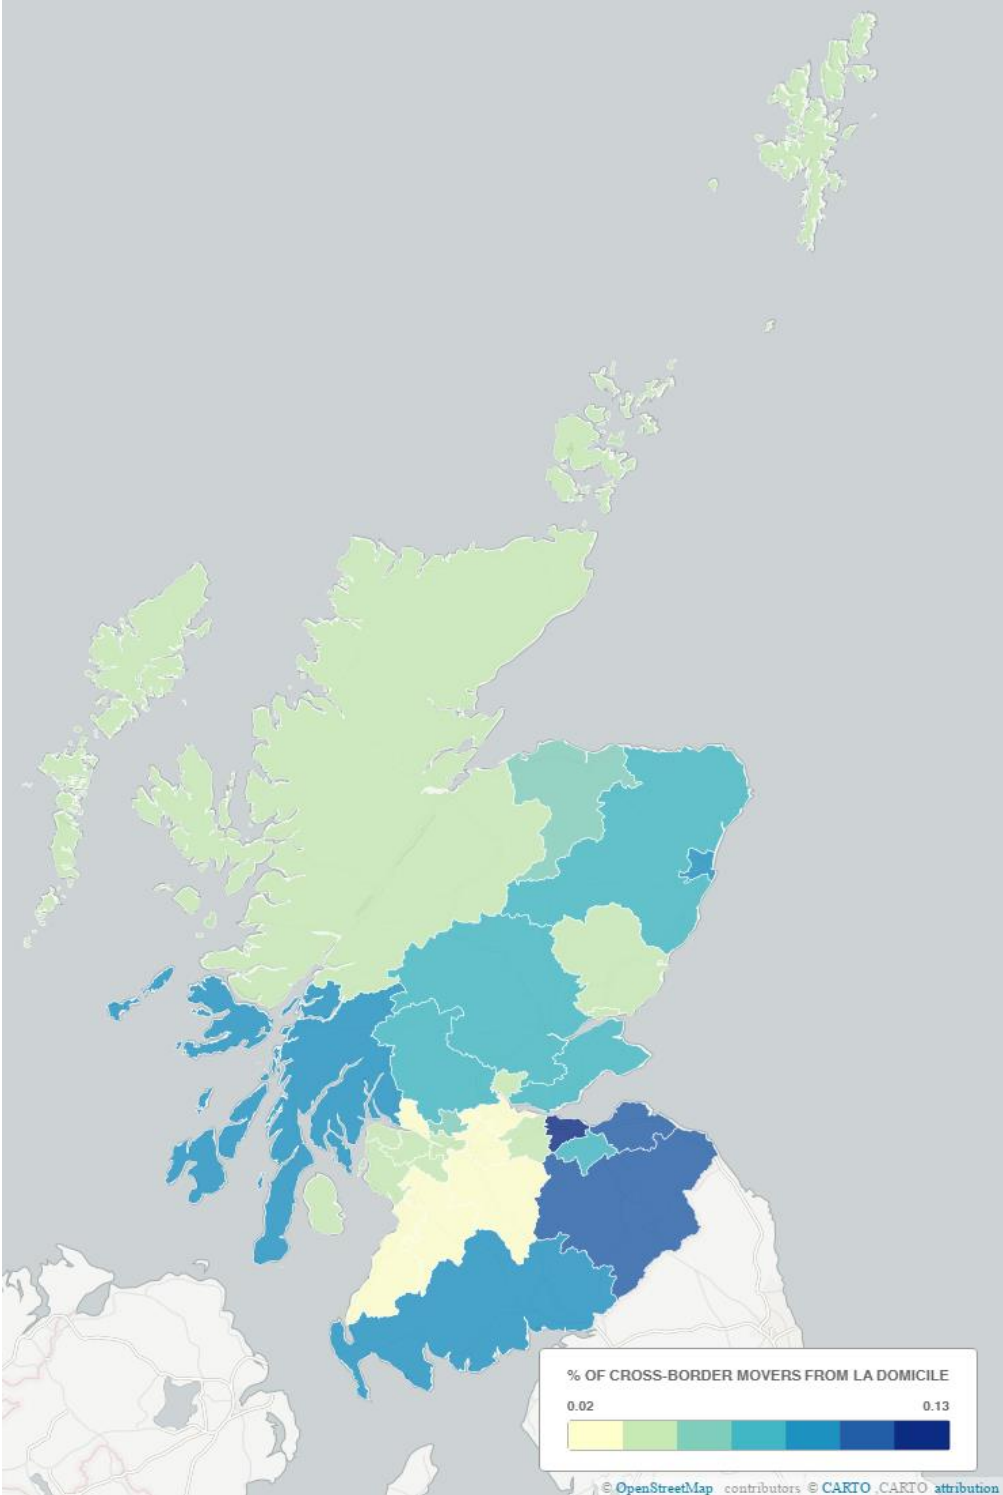 % OF CROSS-BORDER MOVERS FROM LA DOMICILE
0.02 0.13
© OpenStreetMap contributors © CARTO ,CARTO attribution